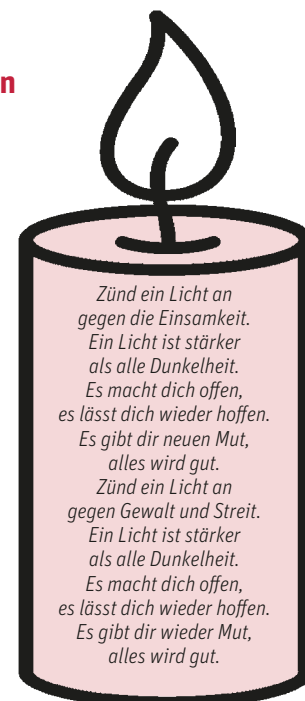 n
Zünd ein Licht an
gegen die Einsamkeit.
Ein Licht ist stärker
als alle Dunkelheit.
Es macht dich offen,
es lässt dich wieder hoffen.
Es gibt dir neuen Mut,
alles wird gut.
Zünd ein Licht an
gegen Gewalt und Streit.
Ein Licht ist stärker
als alle Dunkelheit.
Es macht dich offen,
es lässt dich wieder hoffen.
Es gibt dir wieder Mut,
alles wird gut.